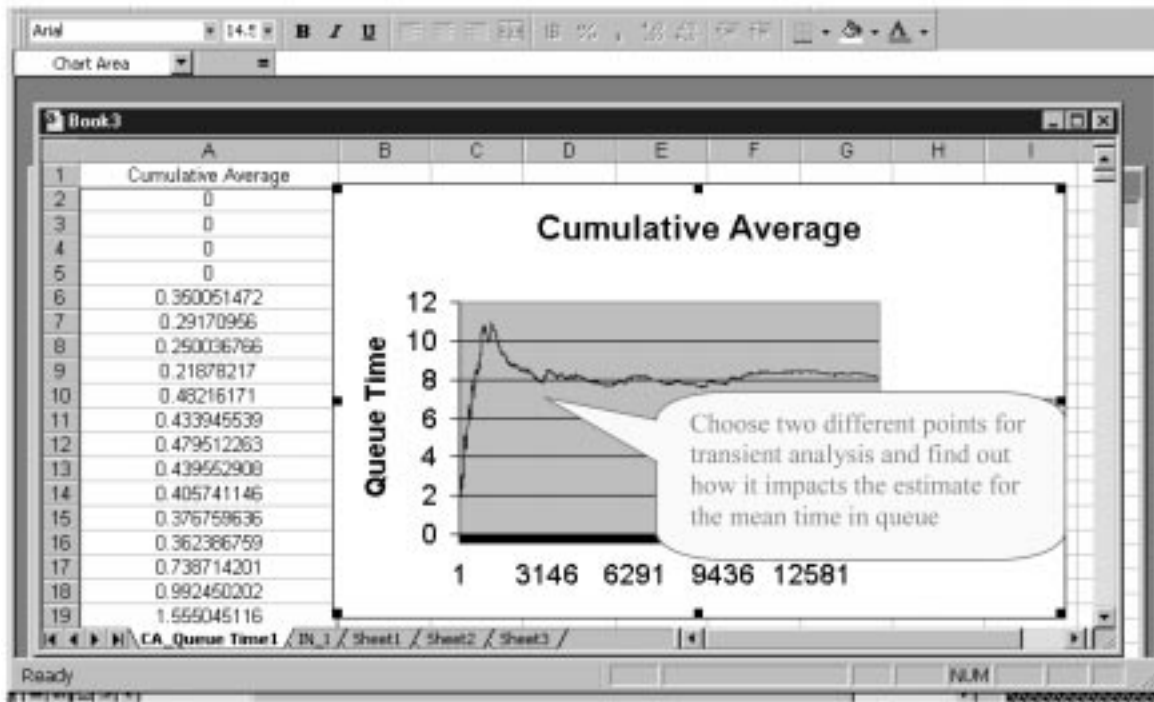 Arial 14.5 B I U
Chart Area =
Book3
A B C D E F G H I
1 Cumulative Average
2 0
3 0
4 0
5 0
6 0.350051472
7 0.29170956
8 0.250036766
9 0.21878217
10 0.48216171
11 0.433945539
12 0.479512263
13 0.439552908
14 0.405741146
15 0.376759636
16 0.362386759
17 0.738714201
18 0.992450202
19 1.555045116
Cumulative Average
Queue Time
12
10
8
6
4
2
0
1 3146 6291 9436 12581
Choose two different points for
transient analysis and find out
how it impacts the estimate for
the mean time in queue
CA_Queue Time1 / IN_1 / Sheet1 / Sheet2 / Sheet3 /
Ready NUM